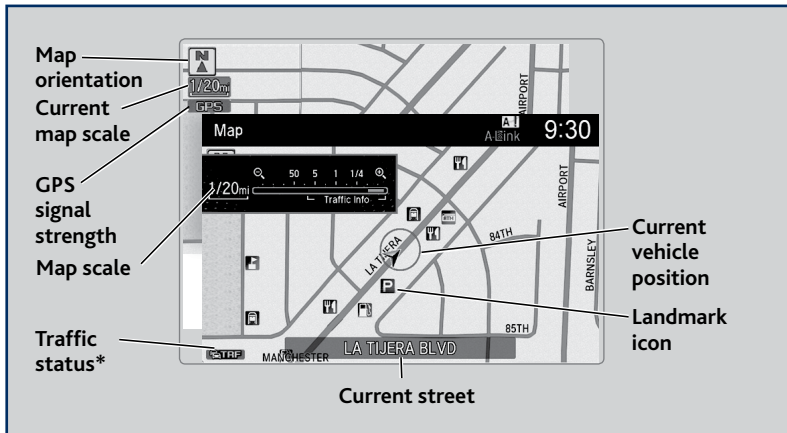 Map
orientation
Current
map scale
GPS
signal
strength
Map scale
Traffic
status*
N
1/20mi
GPS
Map
A
9:30
50 5 1 1/4
1/20mi
Traffic Info
AIRPORT
AIRPORT
BARNSLEY
84TH
LA TIJERA
P
85TH
TRF
MANCHESTER
LA TIJERA BLVD
Current
vehicle
position
Landmark
icon
Current street